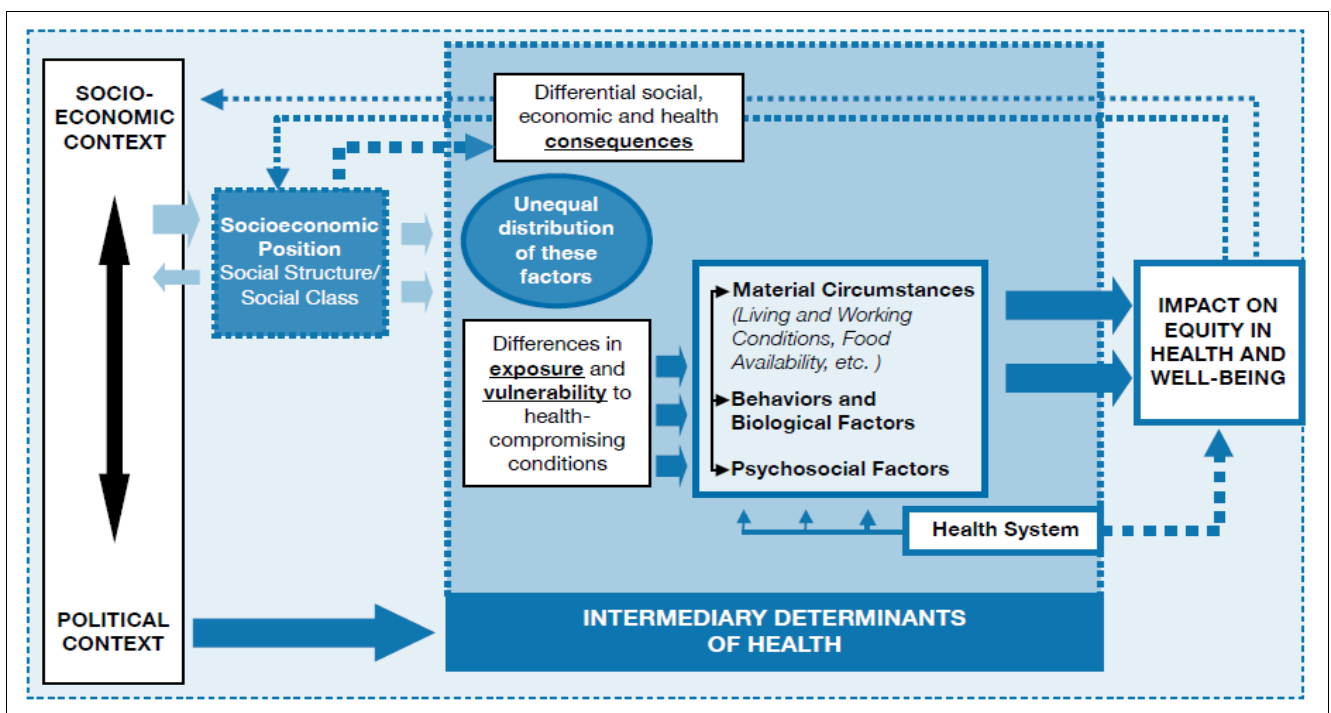 SOCIO-
ECONOMIC
CONTEXT
POLITICAL
CONTEXT
Socioeconomic
Position
Social Structure/
Social Class
Differential social,
economic and health
consequences
Unequal
distribution
of these
factors
Differences in
exposure and
vulnerability to
health-
compromising
conditions
Material Circumstances
(Living and Working
Conditions, Food
Availability, etc. )
Behaviors and
Biological Factors
Psychosocial Factors
Health System
INTERMEDIARY DETERMINANTS
OF HEALTH
IMPACT ON
EQUITY IN
HEALTH AND
WELL-BEING